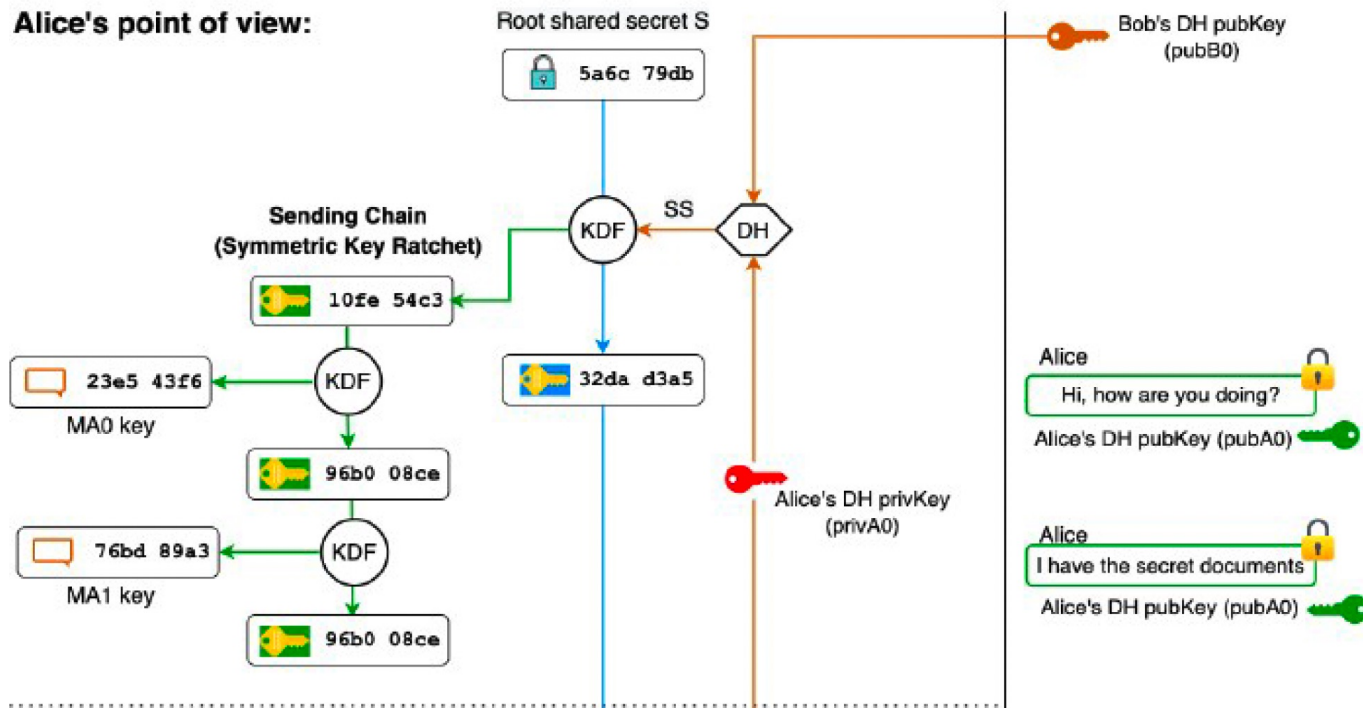 Alice's point of view:
Root shared secret S
5a6c 79db
Bob's DH pubKey
(pubB0)
Sending Chain
(Symmetric Key Ratchet)
KDF
SS
DH
10fe 54c3
KDF
23e5 43f6
MA0 key
32da d3a5
96b0 08ce
Alice's DH privKey
(privA0)
KDF
76bd 89a3
MA1 key
96b0 08ce
Alice
Hi, how are you doing?
Alice's DH pubKey (pubA0)
Alice
I have the secret documents
Alice's DH pubKey (pubA0)